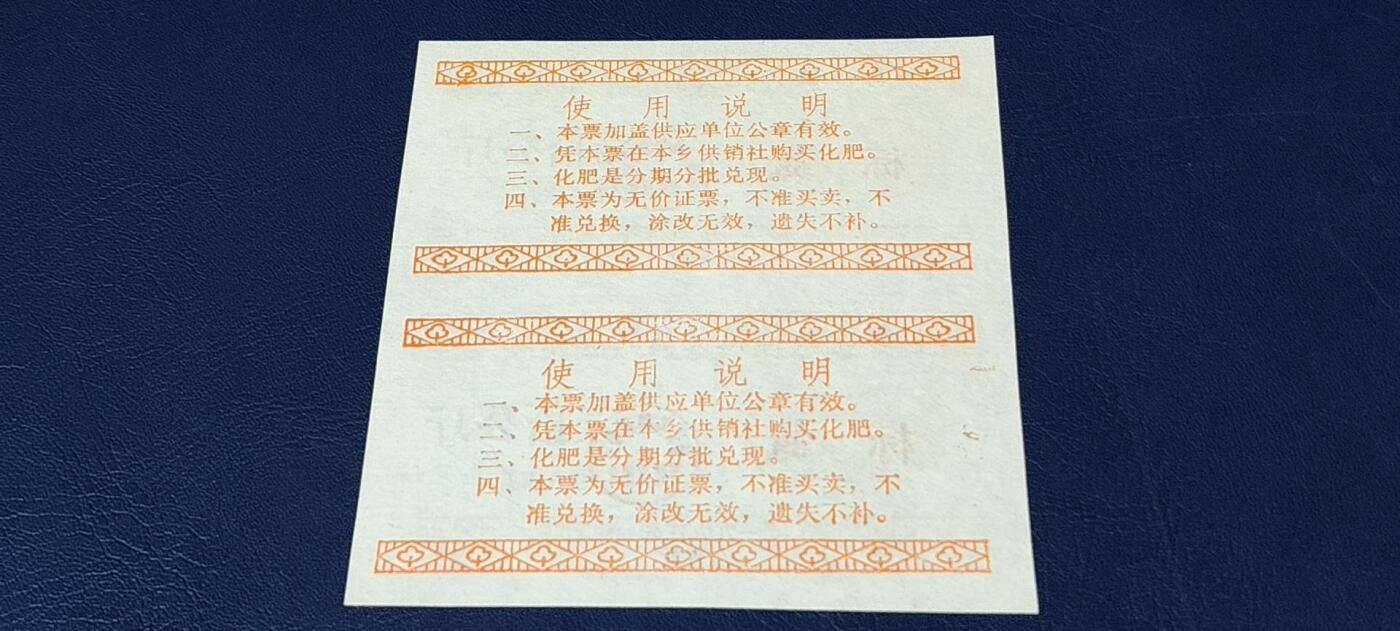 使用说明
一、本票加盖供应单位公章有效。
二、凭本票在本乡供销社购买化肥。
三、化肥是分期分批兑现。
四、本票为无价证票，不准买卖，不
准兑换，涂改无效，遗失不补。
使用说明
一、本票加盖供应单位公章有效。
二、凭本票在本乡供销社购买化肥。
三、化肥是分期分批兑现。
四、本票为无价证票，不准买卖，不
准兑换，涂改无效，遗失不补。